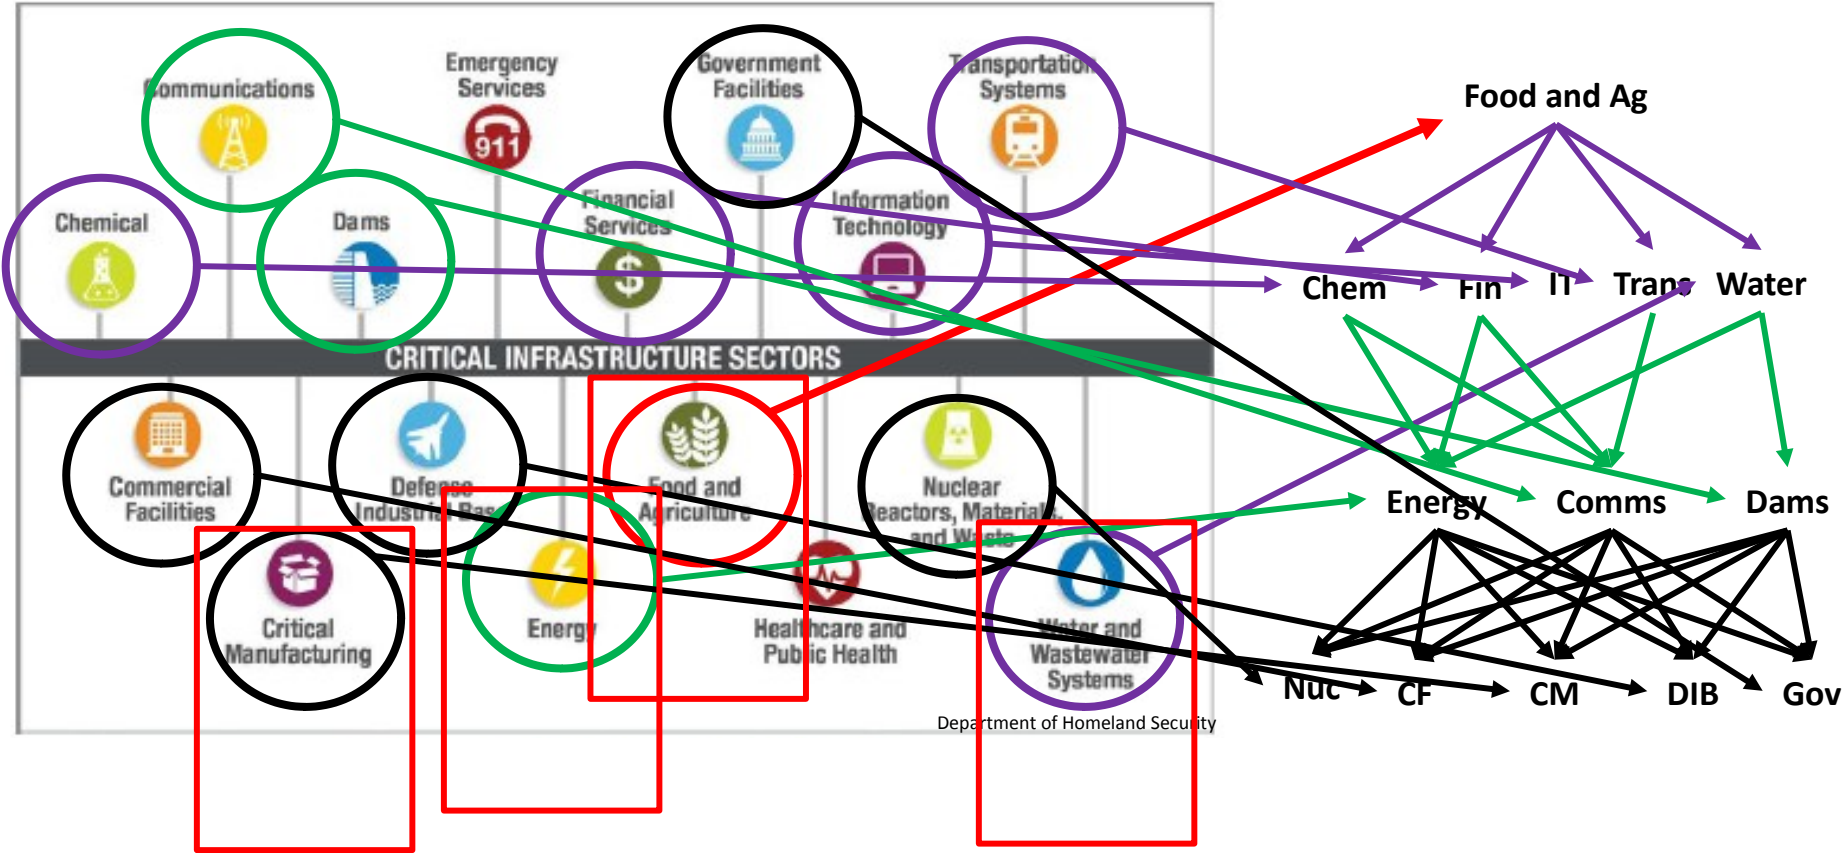 Emergency
Services
Government
Facilities
Transportation
Systems
Communications
911
Food and Ag
Chemical
Dams
Financial
Services
$
Information
Technology
Chem
Fin
IT
Trans
Water
CRITICAL INFRASTRUCTURE SECTORS
Commercial
Facilities
Defense
Industrial Base
Food and
Agriculture
Nuclear
Reactors, Materials,
and Waste
Energy
Comms
Dams
Critical
Manufacturing
Energy
Healthcare and
Public Health
Water and
Wastewater
Systems
Nuc
CF
CM
DIB
Gov
Department of Homeland Security